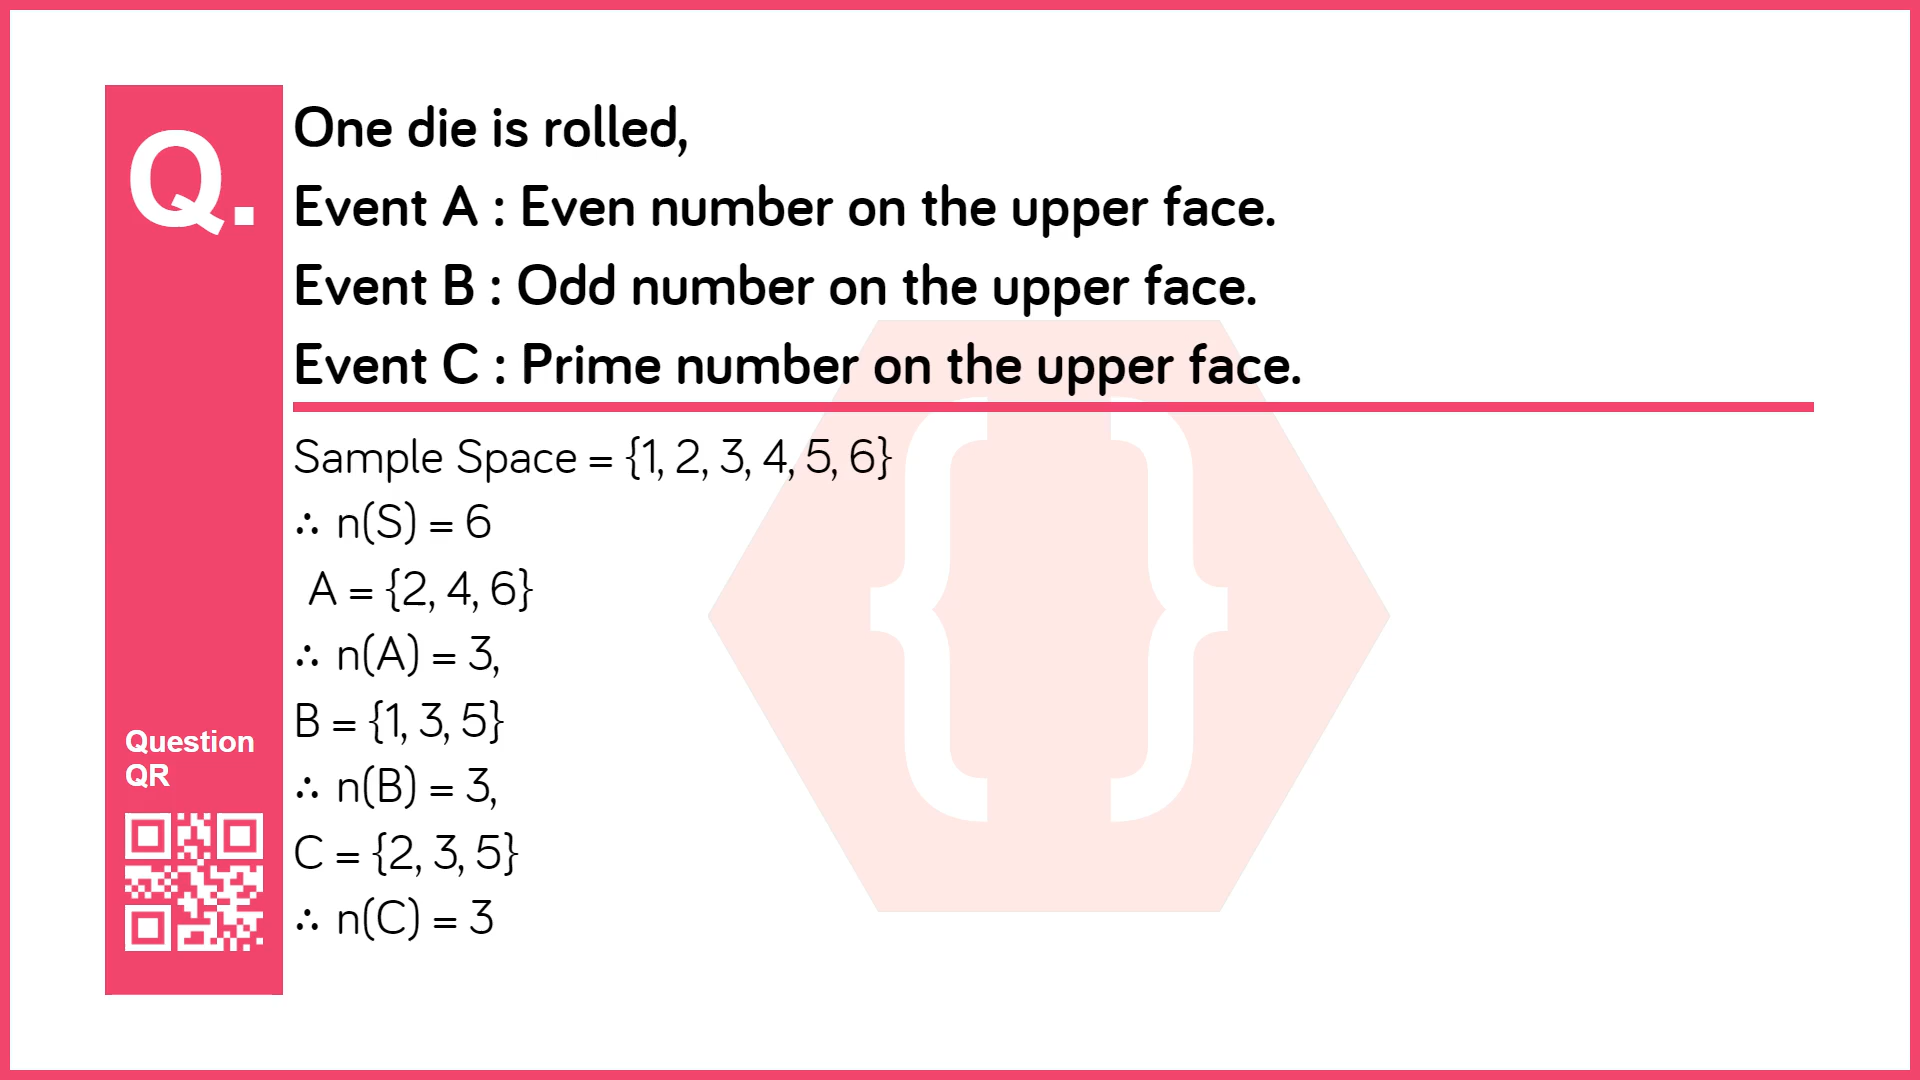 Q.
One die is rolled,
Event A : Even number on the upper face.
Event B : Odd number on the upper face.
Event C : Prime number on the upper face.
Sample Space = {1, 2, 3, 4, 5, 6}
∴ n(S) = 6
A = {2, 4, 6}
∴ n(A) = 3,
B = {1, 3, 5}
∴ n(B) = 3,
C = {2, 3, 5}
∴ n(C) = 3
Question
QR